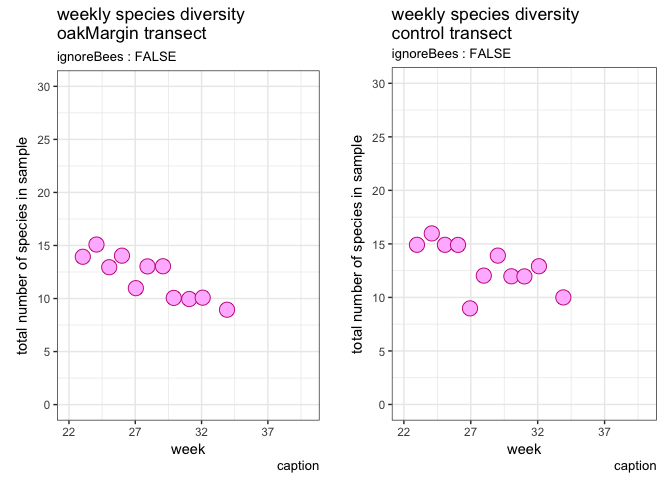 weekly species diversity
oakMargin transect
ignoreBees : FALSE
total number of species in sample
30
25
20
15
10
5
0
22
27
32
37
week
caption
weekly species diversity
control transect
ignoreBees : FALSE
total number of species in sample
30
25
20
15
10
5
0
22
27
32
37
week
caption